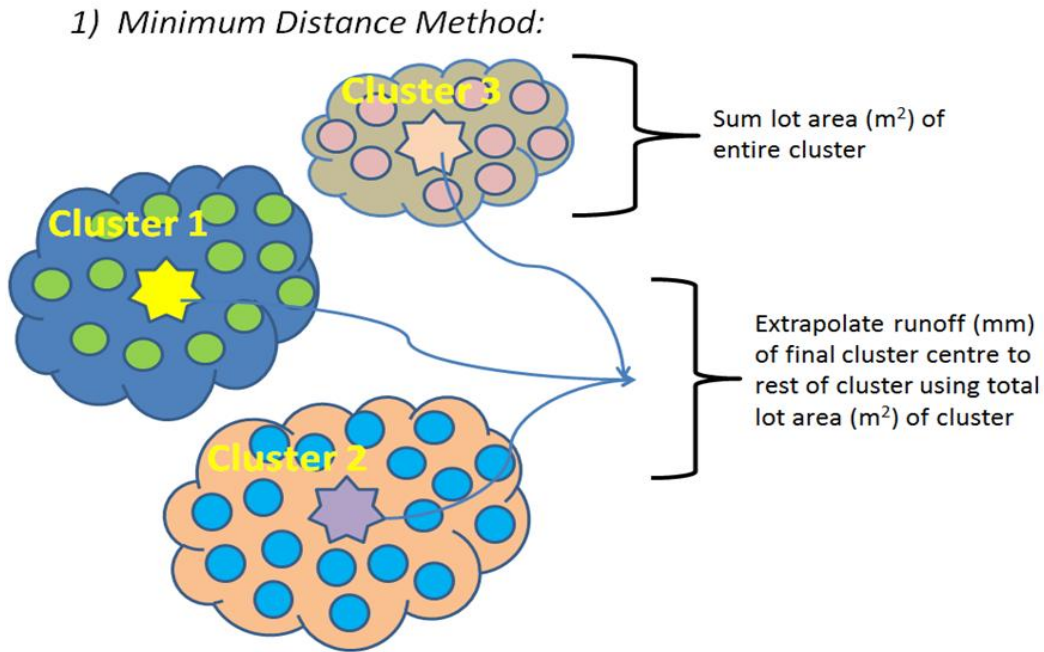 1) Minimum Distance Method:
Cluster 3
Sum lot area (m²) of
entire cluster
Cluster 1
Extrapolate runoff (mm)
of final cluster centre to
rest of cluster using total
lot area (m²) of cluster
Cluster 2